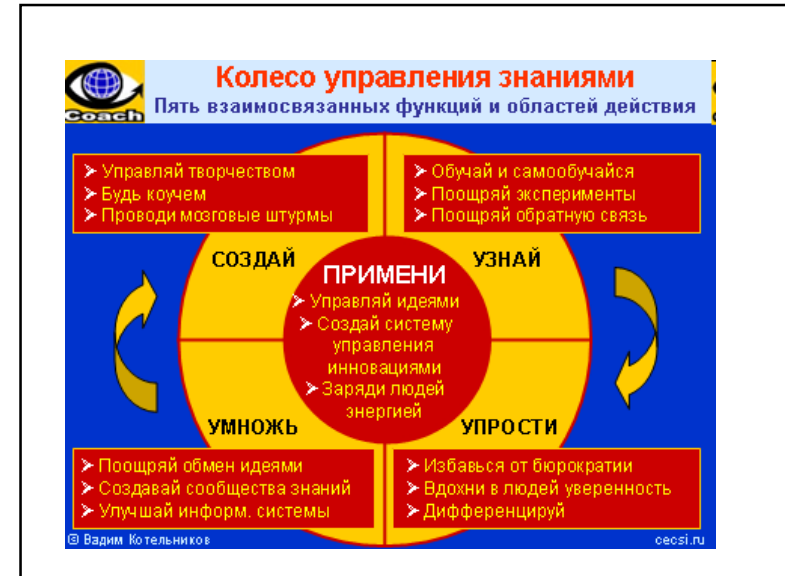 Колесо управления знаниями
Пять взаимосвязанных функций и областей действия
Coach
➢ Управляй творчеством
➢ Будь коучем
➢ Проводи мозговые штурмы
➢ Обучай и самообучайся
➢ Поощряй эксперименты
➢ Поощряй обратную связь
СОЗДАЙ
УЗНАЙ
ПРИМЕНИ
➢ Управляй идеями
➢ Создай систему
управления
инновациями
➢ Заряди людей
энергией
УМНОЖЬ
УПРОСТИ
➢ Поощряй обмен идеями
➢ Создавай сообщества знаний
➢ Улучшай информ. системы
➢ Избавься от бюрократии
➢ Вдохни в людей уверенность
➢ Дифференцируй
© Вадим Котельников
cecsi.ru